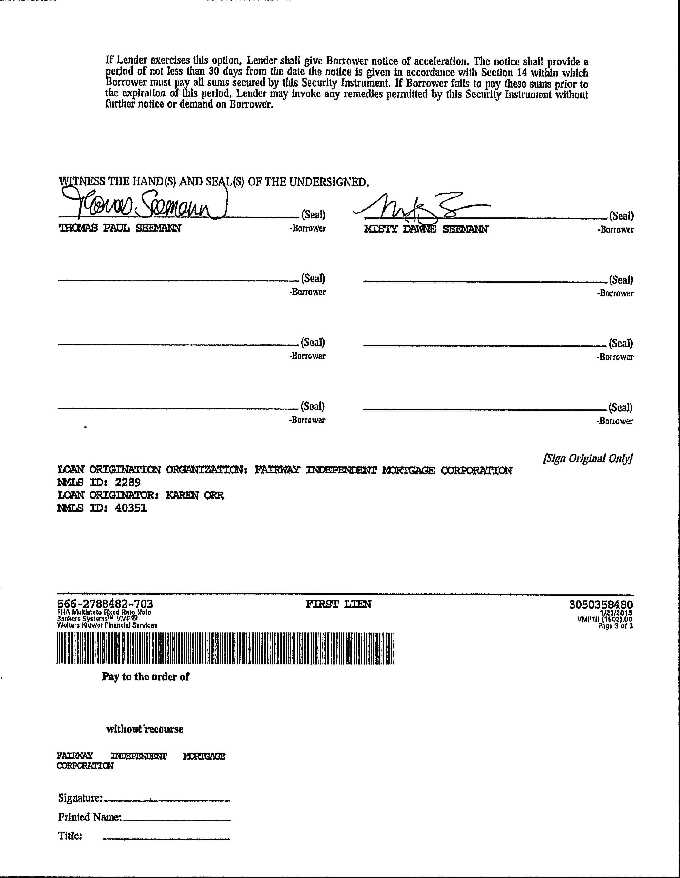 If Lender exercises this option, Lender shall give Borrower notice of acceleration. The notice shall provide a
period of not less than 30 days from the date the notice is given in accordance with Section 14 within which
Borrower must pay all sums secured by this Security Instrument. If Borrower fails to pay these sums prior to
the expiration of this period, Lender may invoke any remedies permitted by this Security Instrument without
further notice or demand on Borrower.
WITNESS THE HAND(S) AND SEAL(S) OF THE UNDERSIGNED.
Thomas Seemann (Seal) (Seal)
THOMAS PAUL SEEMANN -Borrower MISTY DAWNE SEEMANN -Borrower
(Seal) (Seal)
-Borrower -Borrower
(Seal) (Seal)
-Borrower -Borrower
(Seal) (Seal)
-Borrower -Borrower
[Sign Original Only]
LOAN ORIGINATION ORGANIZATION: FAIRWAY INDEPENDENT MORTGAGE CORPORATION
NMLS ID: 2289
LOAN ORIGINATOR: KAREN ORR
NMLS ID: 40351
566-2788482-703 FIRST LIEN 3050358480
FHA Multistate Fixed Rate Note
Bankers Systems™ VMP®
Wolters Kluwer Financial Services Page 3 of 3
Pay to the order of
without recourse
FAIRWAY INDEPENDENT MORTGAGE
CORPORATION
Signature:
Printed Name:
Title: